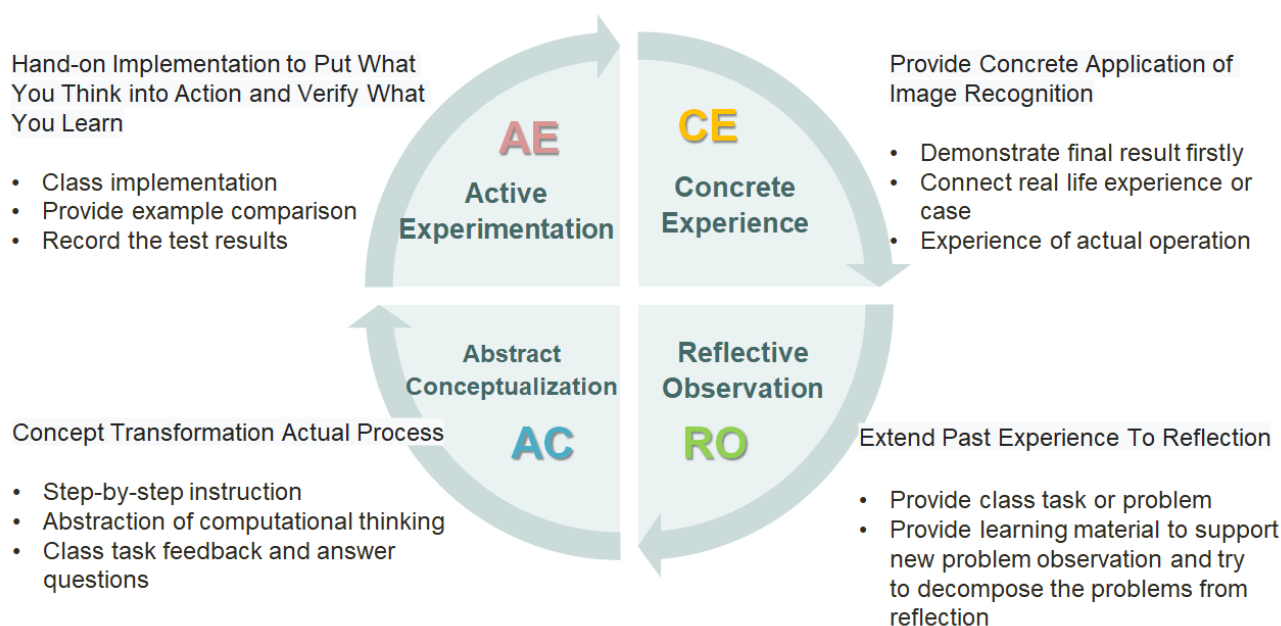 Hand-on Implementation to Put What
You Think into Action and Verify What
You Learn
• Class implementation
• Provide example comparison
• Record the test results
AE
Active
Experimentation
CE
Concrete
Experience
Provide Concrete Application of
Image Recognition
• Demonstrate final result firstly
• Connect real life experience or
case
• Experience of actual operation
Concept Transformation Actual Process
• Step-by-step instruction
• Abstraction of computational thinking
• Class task feedback and answer
questions
Abstract
Conceptualization
AC
Reflective
Observation
RO
Extend Past Experience To Reflection
• Provide class task or problem
• Provide learning material to support
new problem observation and try
to decompose the problems from
reflection